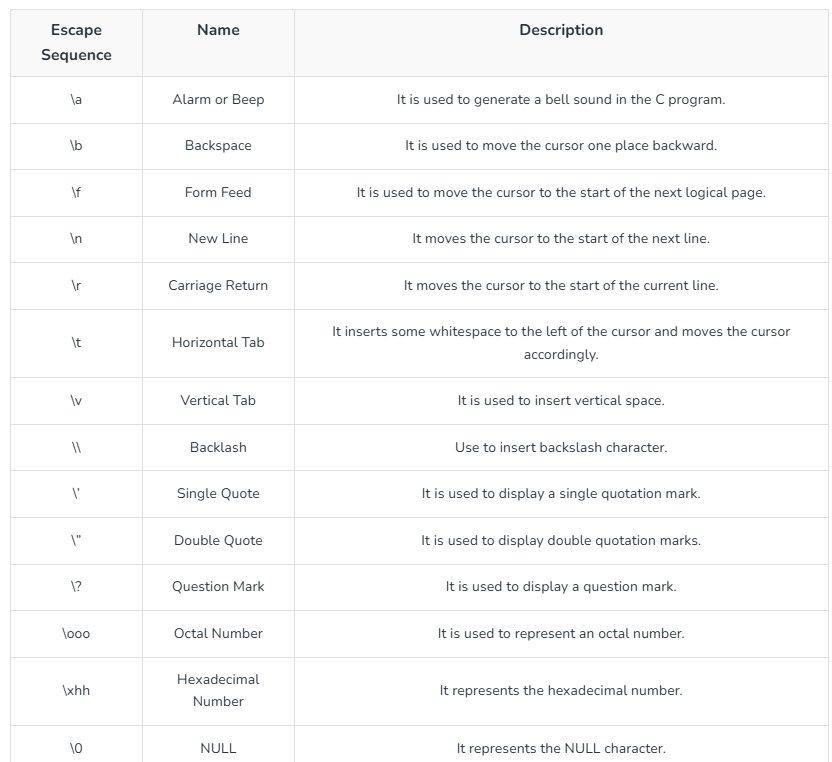 Escape Name Description
Sequence
\a Alarm or Beep It is used to generate a bell sound in the C program.
\b Backspace It is used to move the cursor one place backward.
\f Form Feed It is used to move the cursor to the start of the next logical page.
\n New Line It moves the cursor to the start of the next line.
\r Carriage Return It moves the cursor to the start of the current line.
It inserts some whitespace to the left of the cursor and moves the cursor
\t Horizontal Tab
accordingly.
\v Vertical Tab It is used to insert vertical space.
\\ Backlash Use to insert backslash character.
\’ Single Quote It is used to display a single quotation mark.
\” Double Quote It is used to display double quotation marks.
\? Question Mark It is used to display a question mark.
\ooo Octal Number It is used to represent an octal number.
Hexadecimal
\xhh It represents the hexadecimal number.
Number
\0 NULL It represents the NULL character.